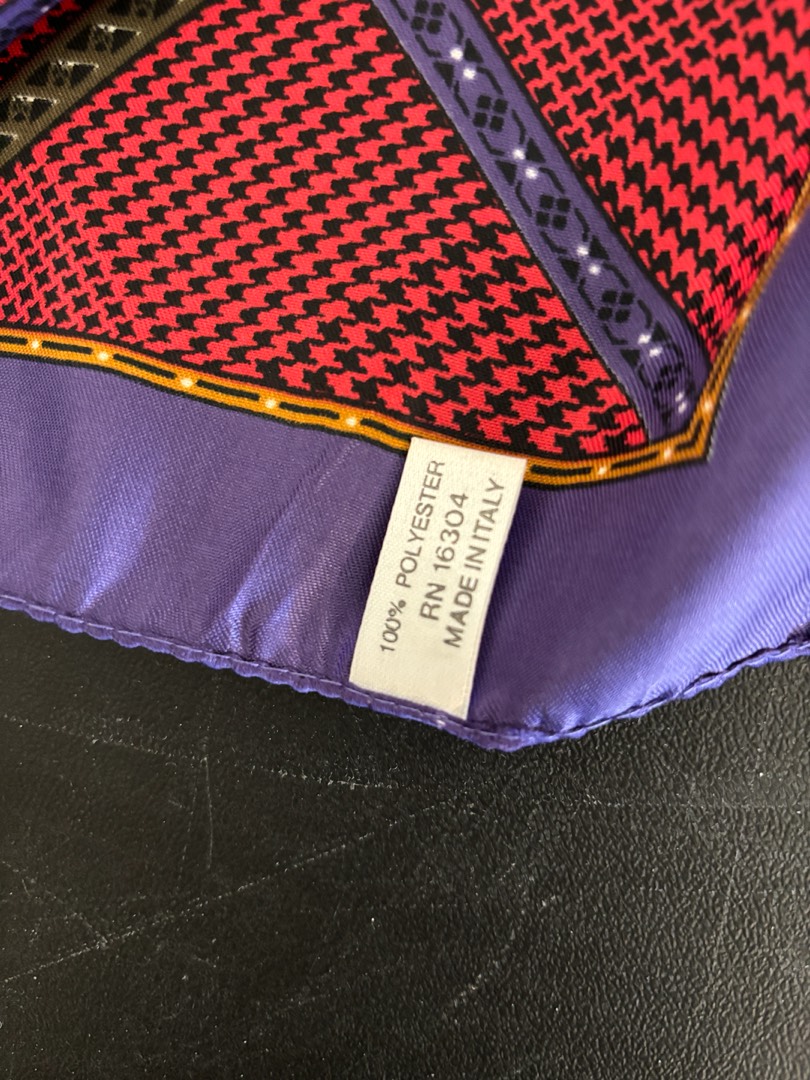 100% POLYESTER
RN 16304
MADE IN ITALY